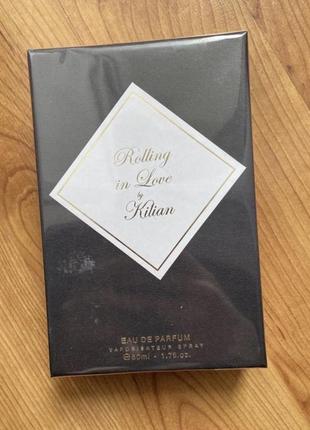 Rolling
in Love
by
Kilian
EAU DE PARFUM
VAPORISATEUR SPRAY
℮50ml - 1.7fl.oz.